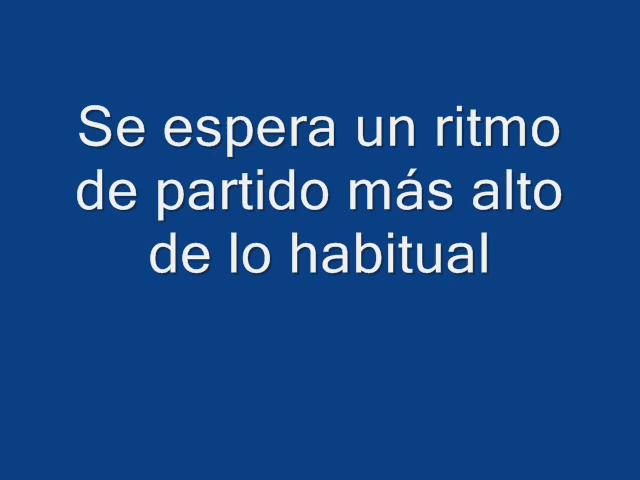 Se espera un ritmo
de partido más alto
de lo habitual